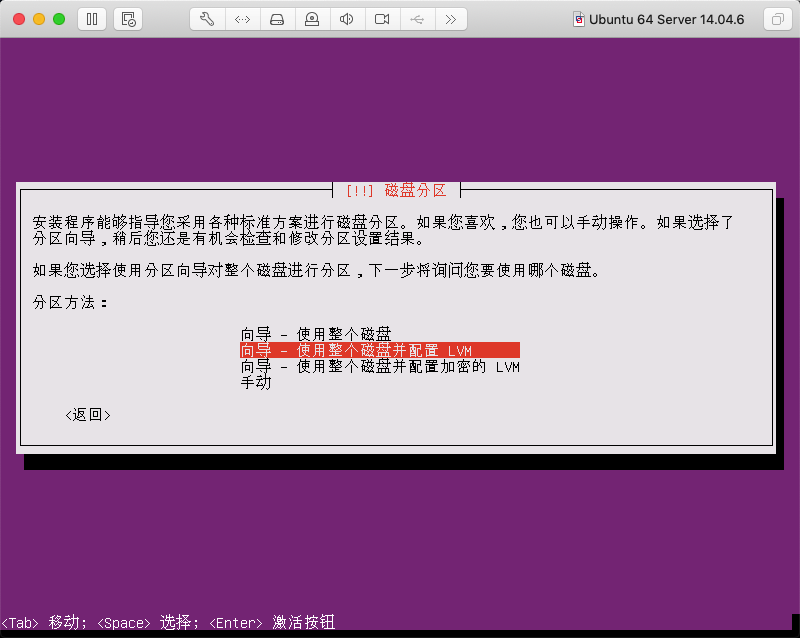 Ubuntu 64 Server 14.04.6
[!!] 磁盘分区
安装程序能够指导您采用各种标准方案进行磁盘分区。如果您喜欢，您也可以手动操作。如果选择了
分区向导，稍后您还是有机会检查和修改分区设置结果。
如果您选择使用分区向导对整个磁盘进行分区，下一步将询问您要使用哪个磁盘。
分区方法：
向导 - 使用整个磁盘
向导 - 使用整个磁盘并配置 LVM
向导 - 使用整个磁盘并配置加密的 LVM
手动
<返回>
<Tab> 移动; <Space> 选择; <Enter> 激活按钮